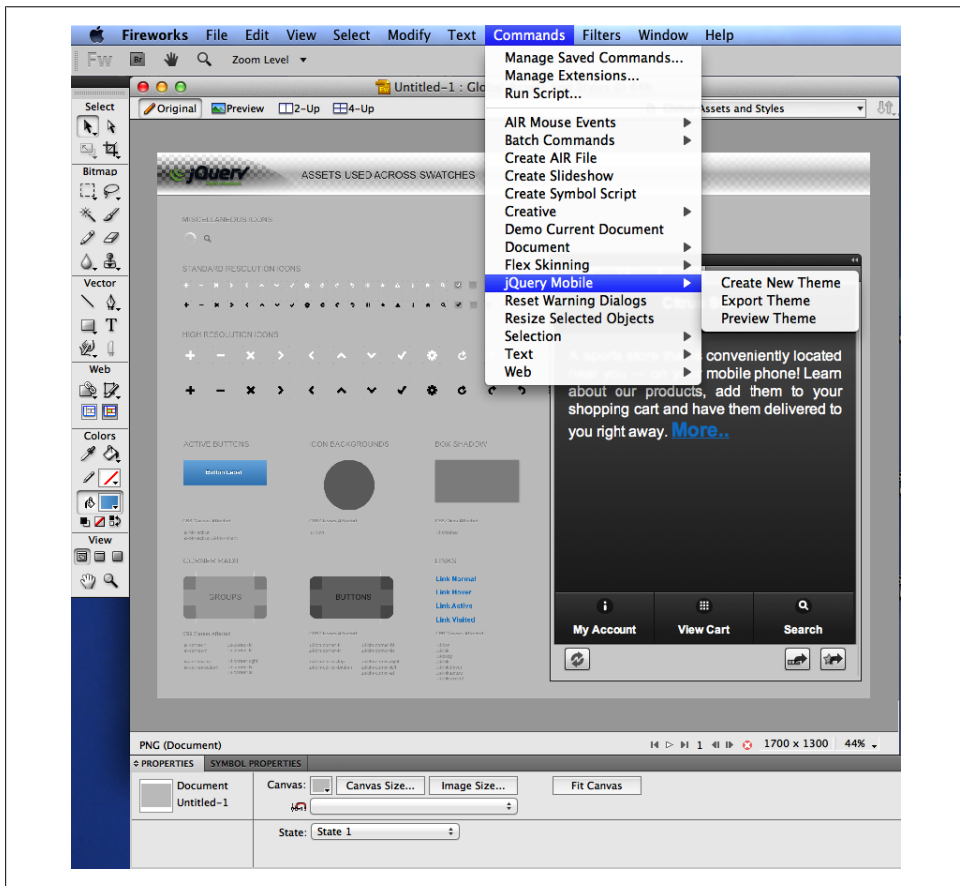 Fireworks File Edit View Select Modify Text Commands Filters Window Help
Fw Br Zoom Level
Untitled-1 : Glo
Original Preview 2-Up 4-Up Assets and Styles
Manage Saved Commands...
Manage Extensions...
Run Script...
AIR Mouse Events
Batch Commands
Create AIR File
Create Slideshow
Create Symbol Script
Creative
Demo Current Document
Document
Flex Skinning
jQuery Mobile
Reset Warning Dialogs
Resize Selected Objects
Selection
Text
Web
Create New Theme
Export Theme
Preview Theme
Select
Bitmap
Vector
Web
Colors
View
jQuery ASSETS USED ACROSS SWATCHES
MISCELLANEOUS ICONS
STANDARD RESOLUTION ICONS
HIGH RESOLUTION ICONS
ACTIVE BUTTONS ICON BACKGROUNDS BOX SHADOW
Button Label
CORNER RADII LINKS
GROUPS BUTTONS
Link Normal
Link Hover
Link Active
Link Visited
conveniently located
mobile phone! Learn
about our products, add them to your
shopping cart and have them delivered to
you right away. More..
My Account View Cart Search
PNG (Document) 1 1700 x 1300 44%
PROPERTIES SYMBOL PROPERTIES
Document Canvas: Canvas Size... Image Size... Fit Canvas
Untitled-1
State: State 1